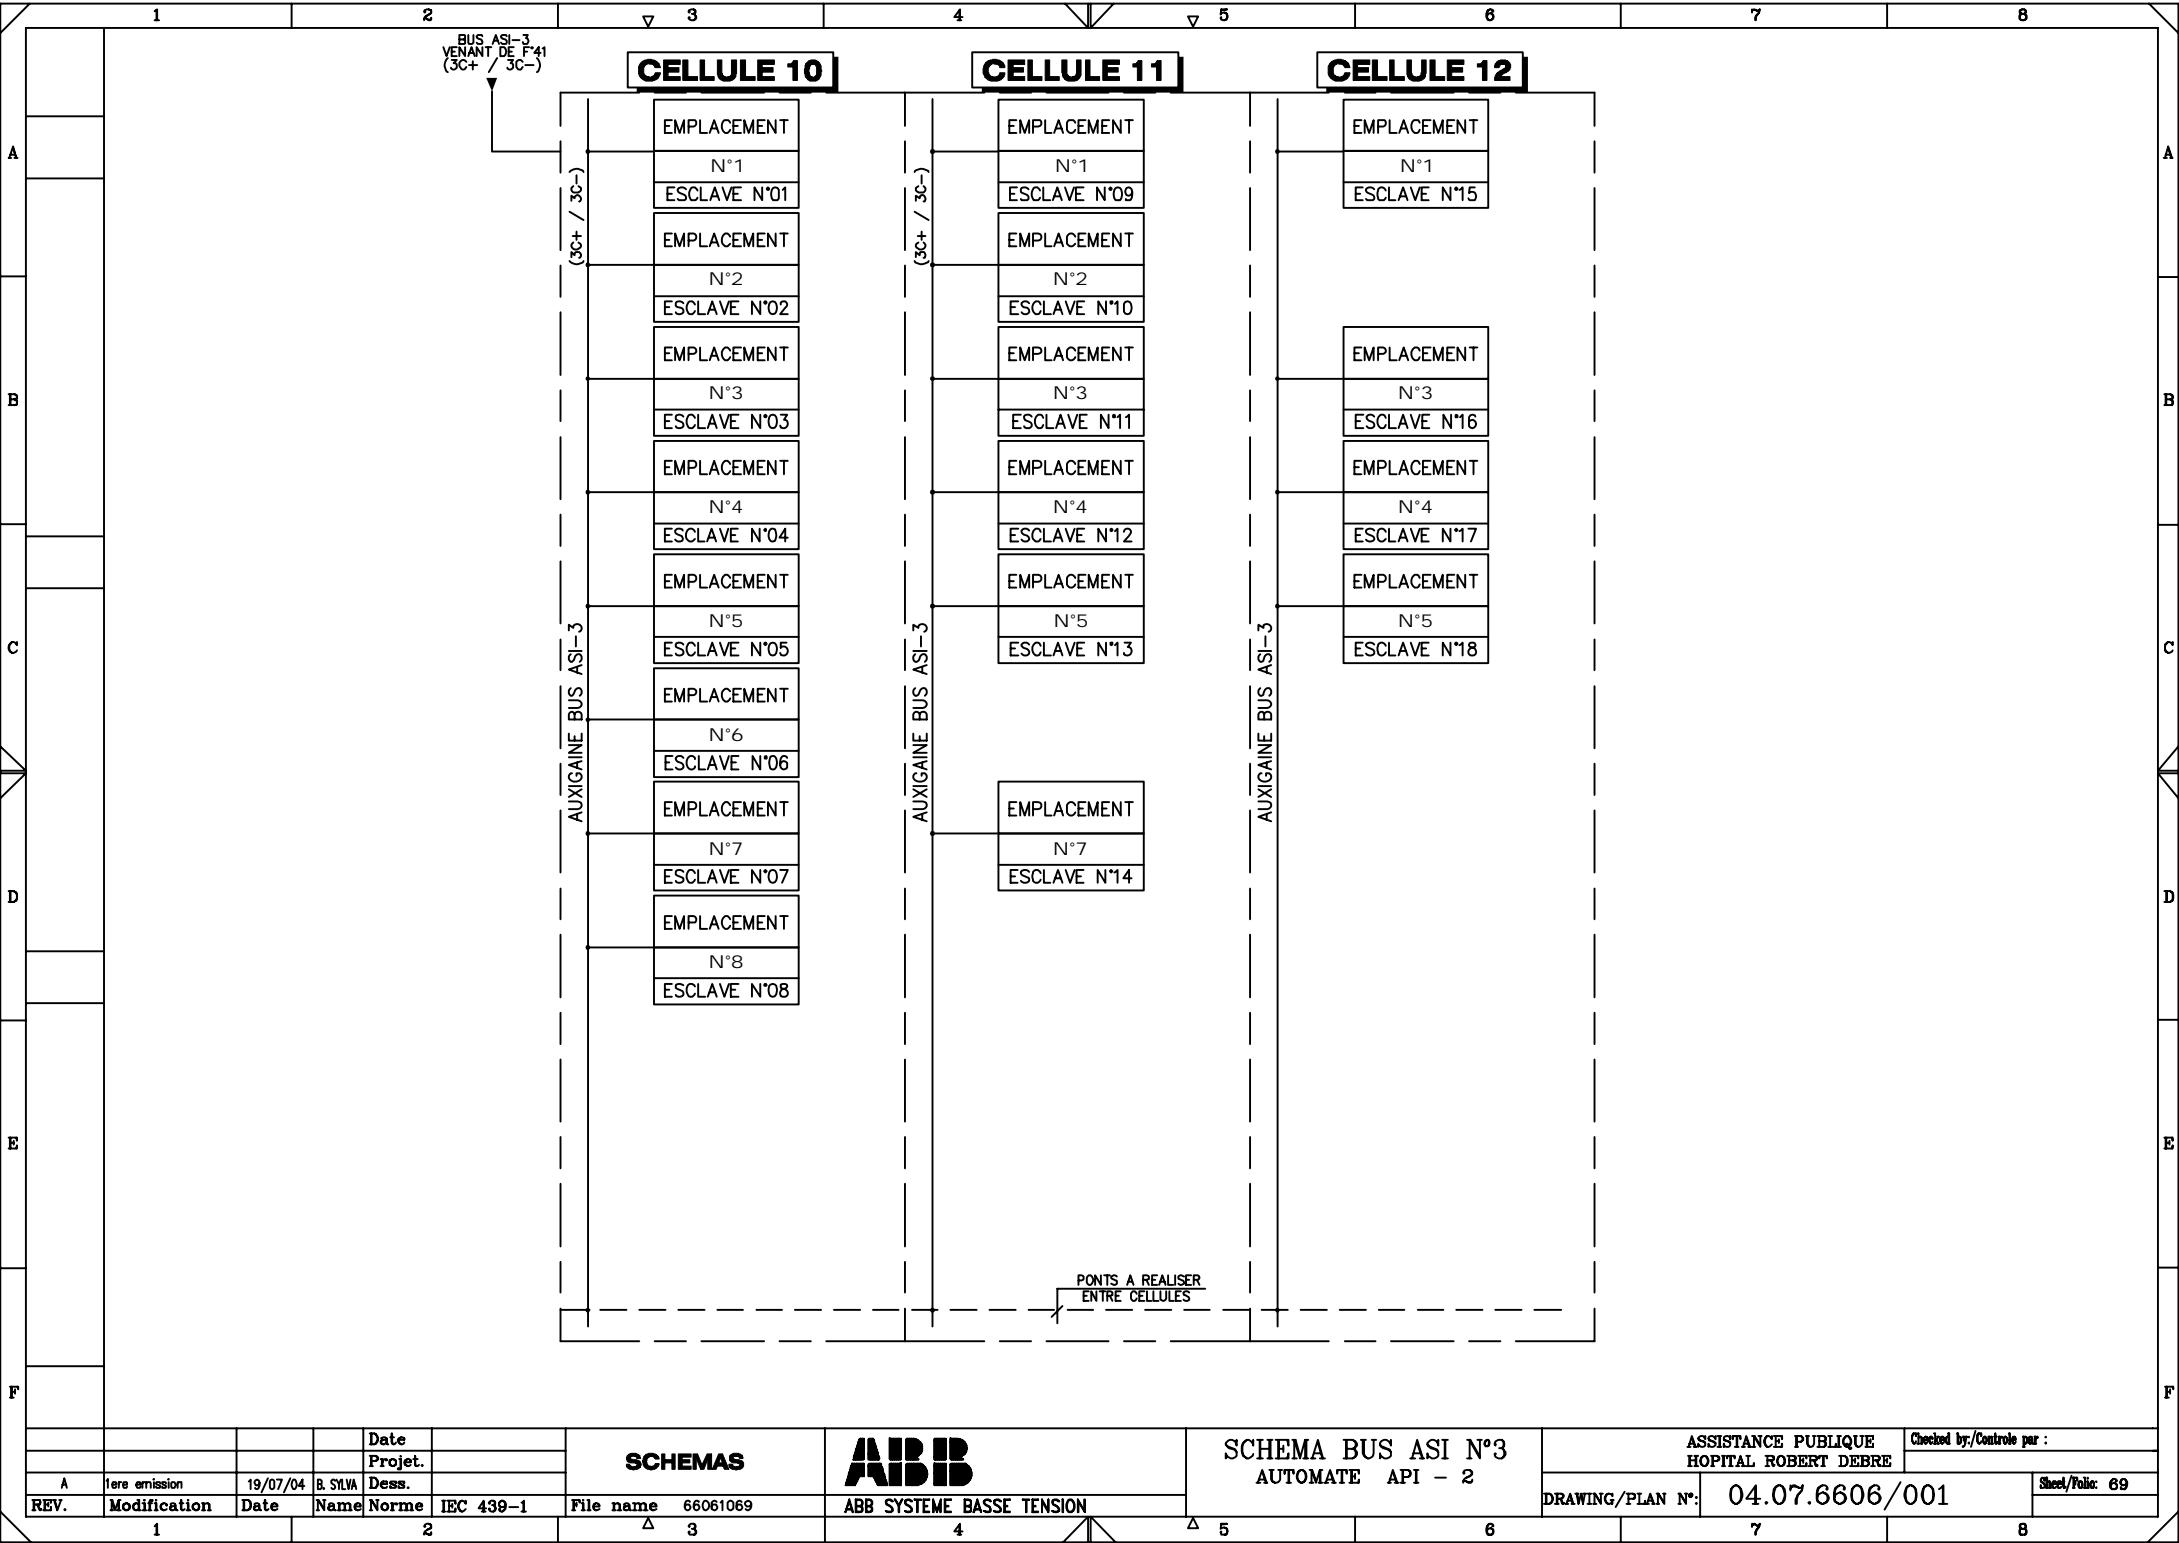 1 2 3 4 5 6 7 8
BUS ASI-3
VENANT DE F°41
(3C+ / 3C-)
CELLULE 10
(3C+ / 3C-)
AUXIGAINE BUS ASI-3
EMPLACEMENT
N°1
ESCLAVE N°01
EMPLACEMENT
N°2
ESCLAVE N°02
EMPLACEMENT
N°3
ESCLAVE N°03
EMPLACEMENT
N°4
ESCLAVE N°04
EMPLACEMENT
N°5
ESCLAVE N°05
EMPLACEMENT
N°6
ESCLAVE N°06
EMPLACEMENT
N°7
ESCLAVE N°07
EMPLACEMENT
N°8
ESCLAVE N°08
CELLULE 11
(3C+ / 3C-)
AUXIGAINE BUS ASI-3
EMPLACEMENT
N°1
ESCLAVE N°09
EMPLACEMENT
N°2
ESCLAVE N°10
EMPLACEMENT
N°3
ESCLAVE N°11
EMPLACEMENT
N°4
ESCLAVE N°12
EMPLACEMENT
N°5
ESCLAVE N°13
EMPLACEMENT
N°7
ESCLAVE N°14
CELLULE 12
AUXIGAINE BUS ASI-3
EMPLACEMENT
N°1
ESCLAVE N°15
EMPLACEMENT
N°3
ESCLAVE N°16
EMPLACEMENT
N°4
ESCLAVE N°17
EMPLACEMENT
N°5
ESCLAVE N°18
PONTS A REALISER
ENTRE CELLULES
A A
B B
C C
D D
E E
F F
Date
Projet.
A 1ere emission 19/07/04 B. SYLVA Dess.
REV. Modification Date Name Norme IEC 439-1
SCHEMAS
File name 66061069
ABB
ABB SYSTEME BASSE TENSION
SCHEMA BUS ASI N°3
AUTOMATE API - 2
ASSISTANCE PUBLIQUE
HOPITAL ROBERT DEBRE
Checked by:/Controle par :
DRAWING/PLAN N°: 04.07.6606/001
Sheet/Folio: 69
1 2 3 4 5 6 7 8